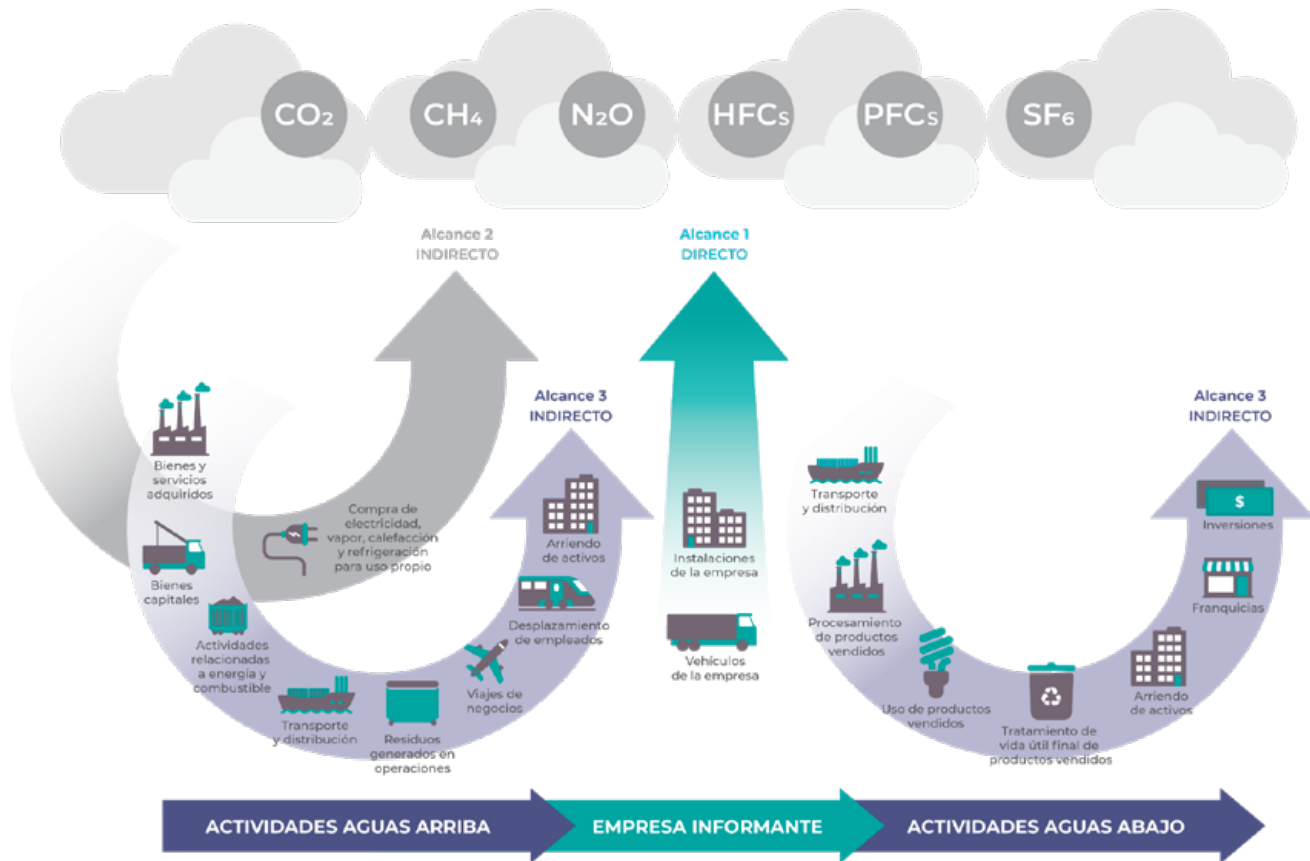 CO₂
CH₄
N₂O
HFCs
PFCs
SF₆
Alcance 2
INDIRECTO
Alcance 1
DIRECTO
Alcance 3
INDIRECTO
Alcance 3
INDIRECTO
Bienes y
servicios
adquiridos
Bienes
capitales
Actividades
relacionadas
a energía y
combustible
Transporte
y distribución
Residuos
generados en
operaciones
Viajes de
negocios
Desplazamiento
de empleados
Arriendo
de activos
Compra de
electricidad,
vapor, calefacción
y refrigeración
para uso propio
Instalaciones
de la empresa
Vehículos
de la empresa
Transporte
y distribución
Procesamiento
de productos
vendidos
Uso de productos
vendidos
Tratamiento de
vida útil final de
productos vendidos
Arriendo
de activos
Franquicias
$
Inversiones
ACTIVIDADES AGUAS ARRIBA
EMPRESA INFORMANTE
ACTIVIDADES AGUAS ABAJO